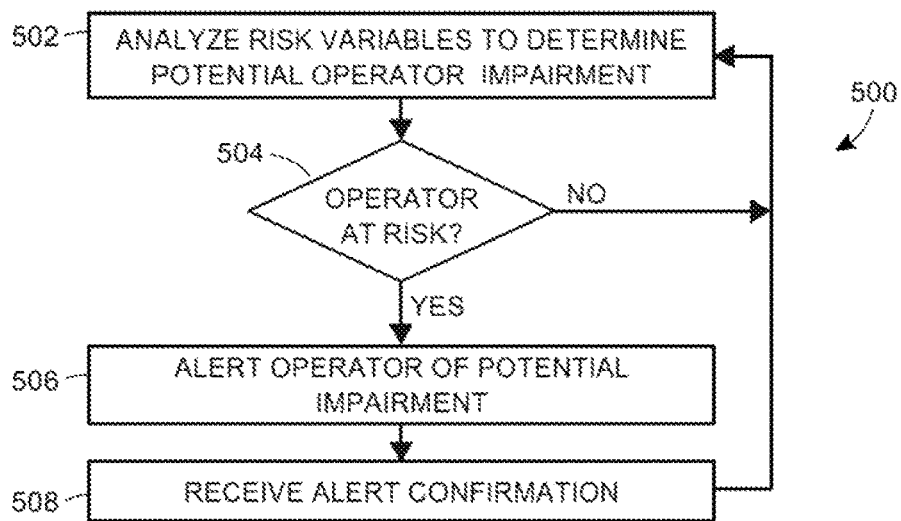 502
ANALYZE RISK VARIABLES TO DETERMINE
POTENTIAL OPERATOR IMPAIRMENT
500
504
OPERATOR
AT RISK?
NO
YES
506
ALERT OPERATOR OF POTENTIAL
IMPAIRMENT
508
RECEIVE ALERT CONFIRMATION